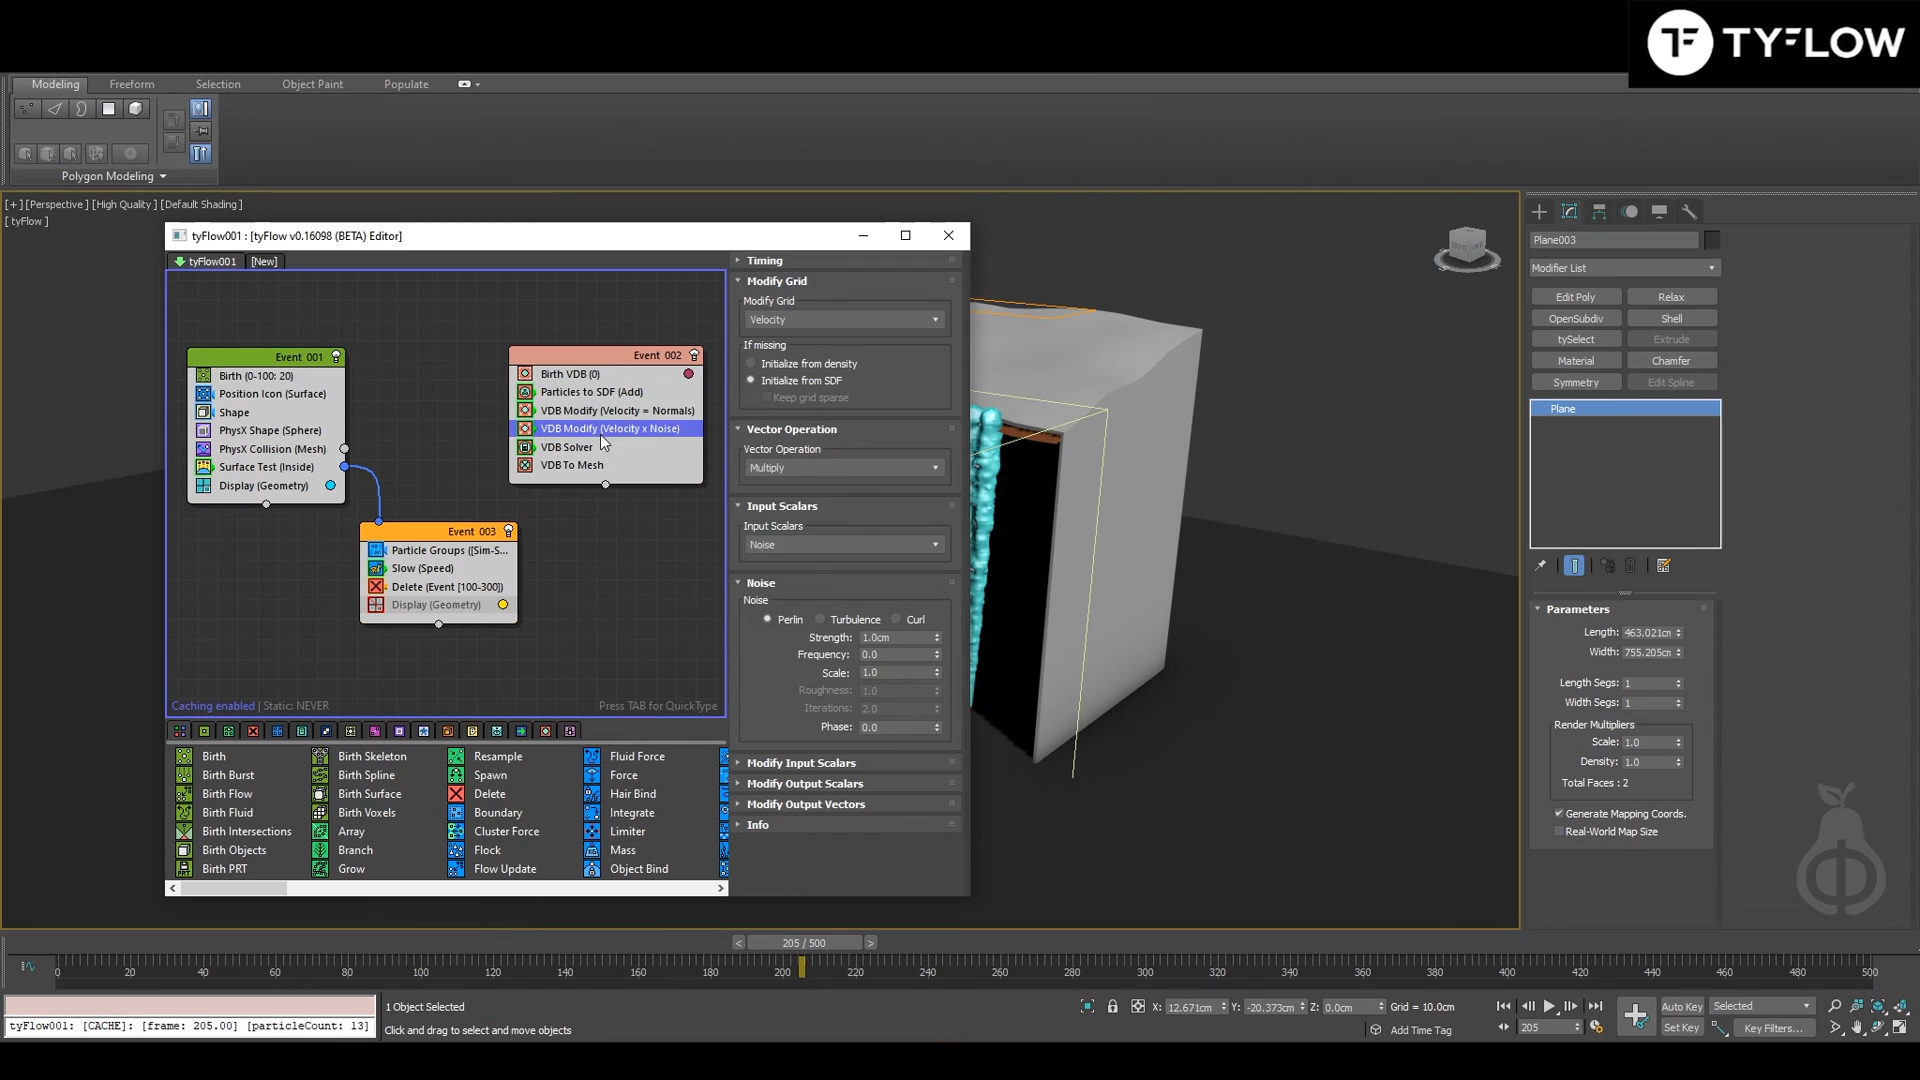 TYFLOW
Modeling Freeform Selection Object Paint Populate
Polygon Modeling
[+] [Perspective] [High Quality] [Default Shading]
[ tyFlow ]
tyFlow001 : [tyFlow v0.16098 (BETA) Editor]
tyFlow001 [New]
Event 001
Birth (0-100: 20)
Position Icon (Surface)
Shape
PhysX Shape (Sphere)
PhysX Collision (Mesh)
Surface Test (Inside)
Display (Geometry)
Event 002
Birth VDB (0)
Particles to SDF (Add)
VDB Modify (Velocity = Normals)
VDB Modify (Velocity x Noise)
VDB Solver
VDB To Mesh
Event 003
Particle Groups ([Sim-S...
Slow (Speed)
Delete (Event [100-300])
Display (Geometry)
Caching enabled | Static: NEVER
Press TAB for QuickType
Birth Birth Skeleton Resample Fluid Force
Birth Burst Birth Spline Spawn Force
Birth Flow Birth Surface Delete Hair Bind
Birth Fluid Birth Voxels Boundary Integrate
Birth Intersections Array Cluster Force Limiter
Birth Objects Branch Flock Mass
Birth PRT Grow Flow Update Object Bind
Timing
Modify Grid
Modify Grid
Velocity
If missing
Initialize from density
Initialize from SDF
Keep grid sparse
Vector Operation
Vector Operation
Multiply
Input Scalars
Input Scalars
Noise
Noise
Noise
Perlin Turbulence Curl
Strength: 1.0cm
Frequency: 0.0
Scale: 1.0
Roughness: 1.0
Iterations: 2.0
Phase: 0.0
Modify Input Scalars
Modify Output Scalars
Modify Output Vectors
Info
Plane003
Modifier List
Edit Poly Relax
OpenSubdiv Shell
tySelect Extrude
Material Chamfer
Symmetry Edit Spline
Plane
Parameters
Length: 463.021cm
Width: 755.205cm
Length Segs: 1
Width Segs: 1
Render Multipliers
Scale: 1.0
Density: 1.0
Total Faces : 2
Generate Mapping Coords.
Real-World Map Size
< 205 / 500 >
0 20 40 60 80 100 120 140 160 180 200 220 240 260 280 300 320 340 360 380 400 420 440 460 480 500
1 Object Selected
X: 12.671cm Y: -20.373cm Z: 0.0cm Grid = 10.0cm
Auto Key Selected
tyFlow001: [CACHE]: [frame: 205.00] [particleCount: 13]
Click and drag to select and move objects
Add Time Tag
205
Set Key Key Filters...